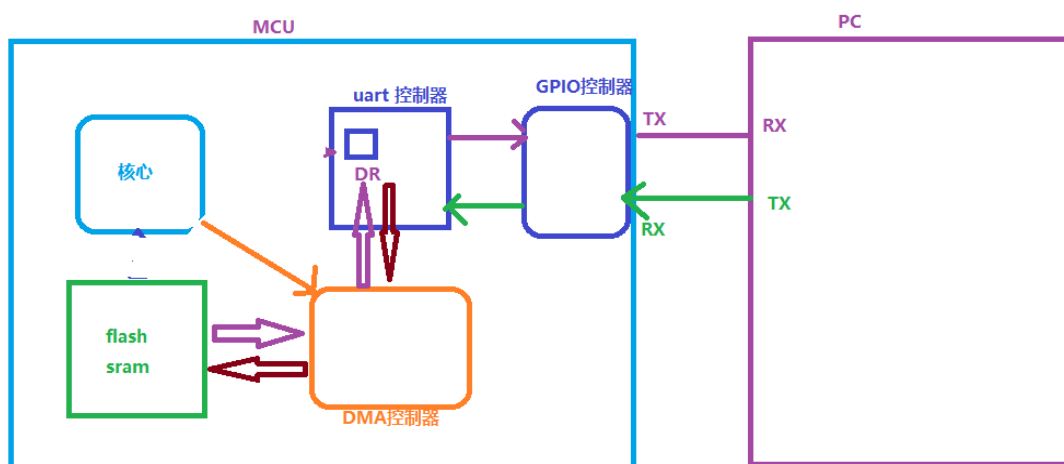 MCU
PC
uart 控制器
GPIO控制器
TX
RX
核心
DR
RX
TX
flash
sram
DMA控制器